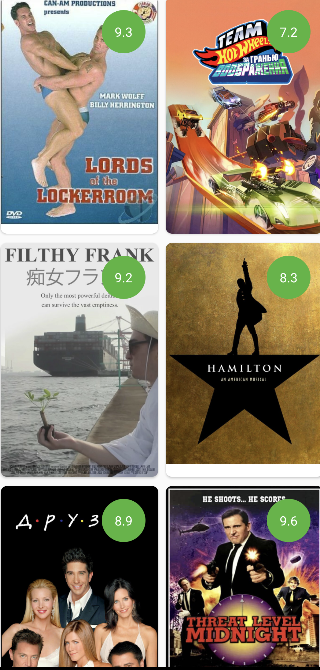 CAN-AM PRODUCTIONS
presents
9.3
MARK WOLFF
BILLY HERRINGTON
LORDS
of the
LOCKERROOM
DVD
7.2
TEAM
HOT WHEELS
ЗА ГРАНЬЮ
ВООБРАЖЕНИЯ
FILTHY FRANK
痴女フラ
9.2
Only the most powerful
can survive the vast emptiness.
8.3
HAMILTON
AN AMERICAN MUSICAL
Д·Р·У·З
8.9
HE SHOOTS... HE SCORES
9.6
THREAT LEVEL
MIDNIGHT